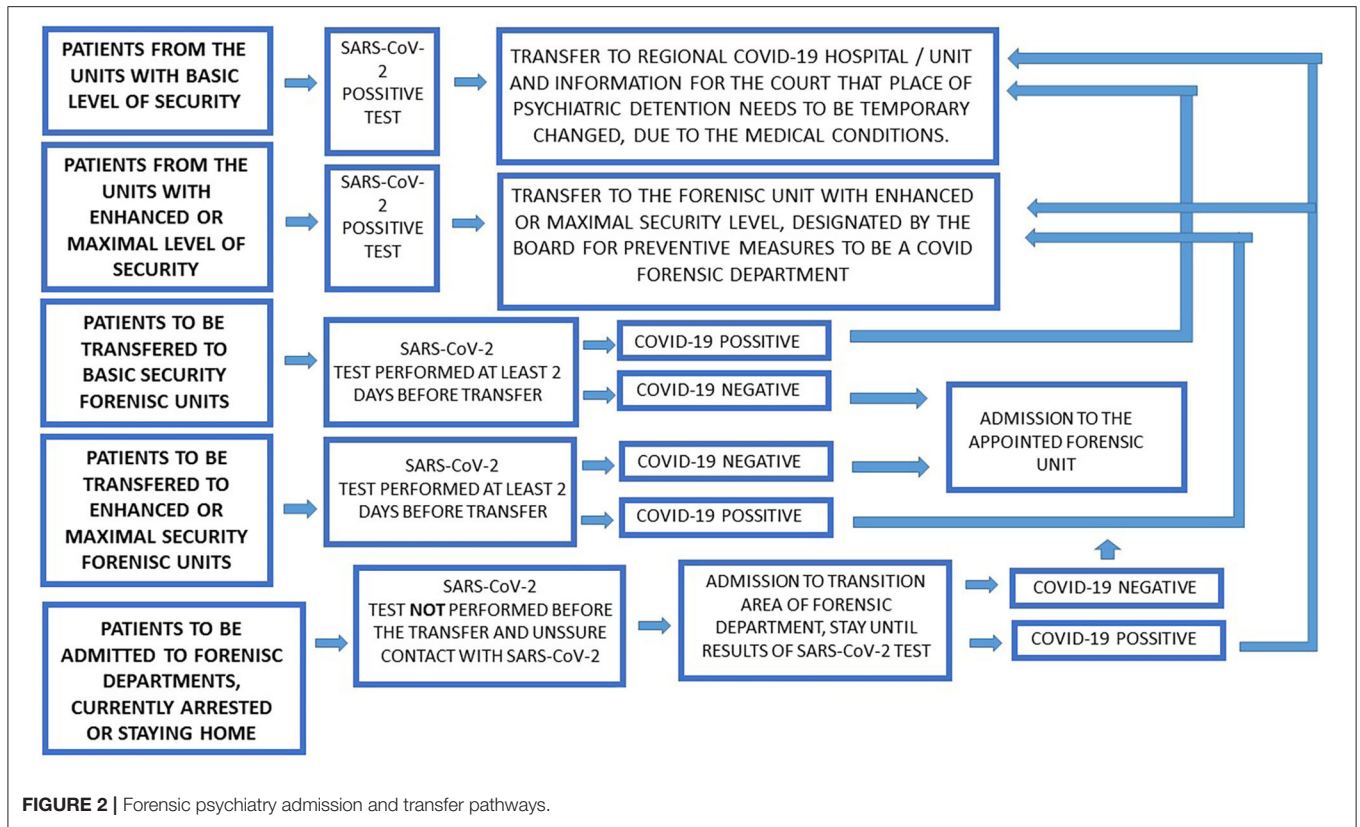 PATIENTS FROM THE
UNITS WITH BASIC
LEVEL OF SECURITY
SARS-CoV-
2
POSSITIVE
TEST
TRANSFER TO REGIONAL COVID-19 HOSPITAL / UNIT
AND INFORMATION FOR THE COURT THAT PLACE OF
PSYCHIATRIC DETENTION NEEDS TO BE TEMPORARY
CHANGED, DUE TO THE MEDICAL CONDITIONS.
PATIENTS FROM THE
UNITS WITH
ENHANCED OR
MAXIMAL LEVEL OF
SECURITY
SARS-CoV-
2
POSSITIVE
TEST
TRANSFER TO THE FORENISC UNIT WITH ENHANCED
OR MAXIMAL SECURITY LEVEL, DESIGNATED BY THE
BOARD FOR PREVENTIVE MEASURES TO BE A COVID
FORENSIC DEPARTMENT
PATIENTS TO BE
TRANSFERED TO
BASIC SECURITY
FORENISC UNITS
SARS-CoV-2
TEST PERFORMED AT LEAST 2
DAYS BEFORE TRANSFER
COVID-19 POSSITIVE
COVID-19 NEGATIVE
ADMISSION TO THE
APPOINTED FORENSIC
UNIT
PATIENTS TO BE
TRANSFERED TO
ENHANCED OR
MAXIMAL SECURITY
FORENISC UNITS
SARS-CoV-2
TEST PERFORMED AT LEAST 2
DAYS BEFORE TRANSFER
COVID-19 NEGATIVE
COVID-19 POSSITIVE
PATIENTS TO BE
ADMITTED TO FORENISC
DEPARTMENTS,
CURRENTLY ARRESTED
OR STAYING HOME
SARS-CoV-2
TEST NOT PERFORMED BEFORE
THE TRANSFER AND UNSSURE
CONTACT WITH SARS-CoV-2
ADMISSION TO TRANSITION
AREA OF FORENSIC
DEPARTMENT, STAY UNTIL
RESULTS OF SARS-CoV-2 TEST
COVID-19 NEGATIVE
COVID-19 POSSITIVE
FIGURE 2 | Forensic psychiatry admission and transfer pathways.